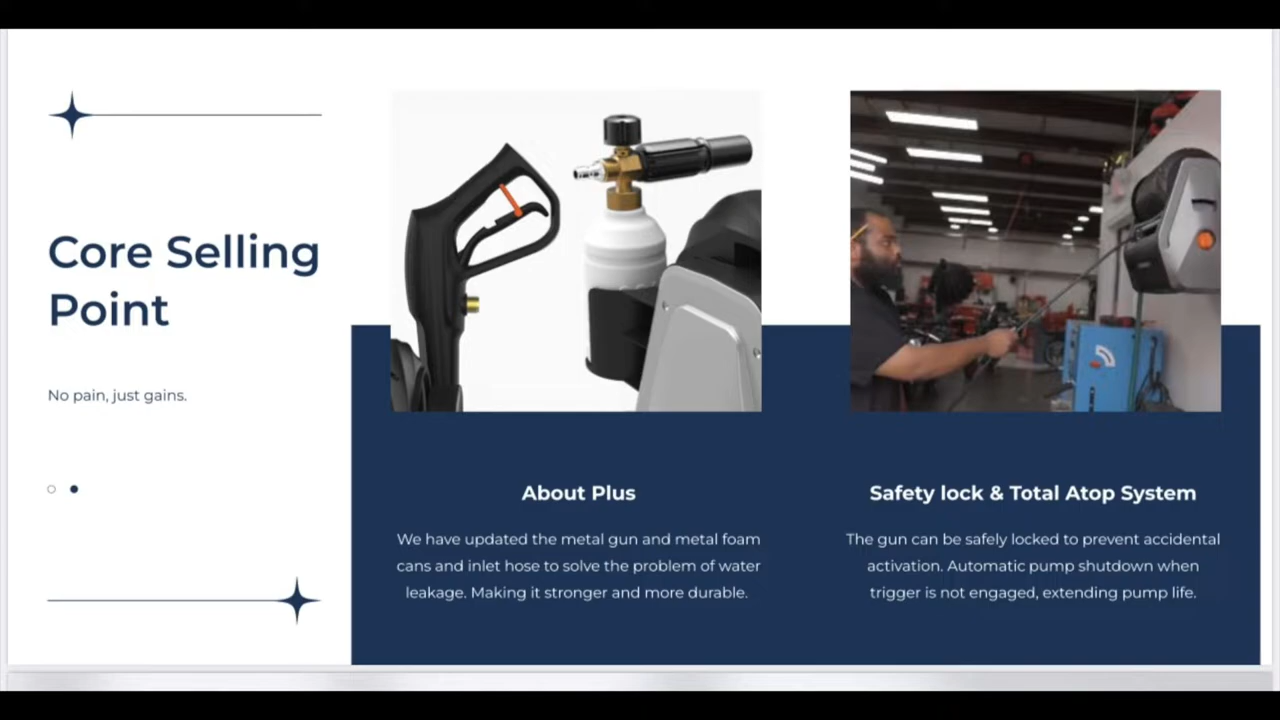 Core Selling
Point
No pain, just gains.
About Plus
We have updated the metal gun and metal foam
cans and inlet hose to solve the problem of water
leakage. Making it stronger and more durable.
Safety lock & Total Atop System
The gun can be safely locked to prevent accidental
activation. Automatic pump shutdown when
trigger is not engaged, extending pump life.